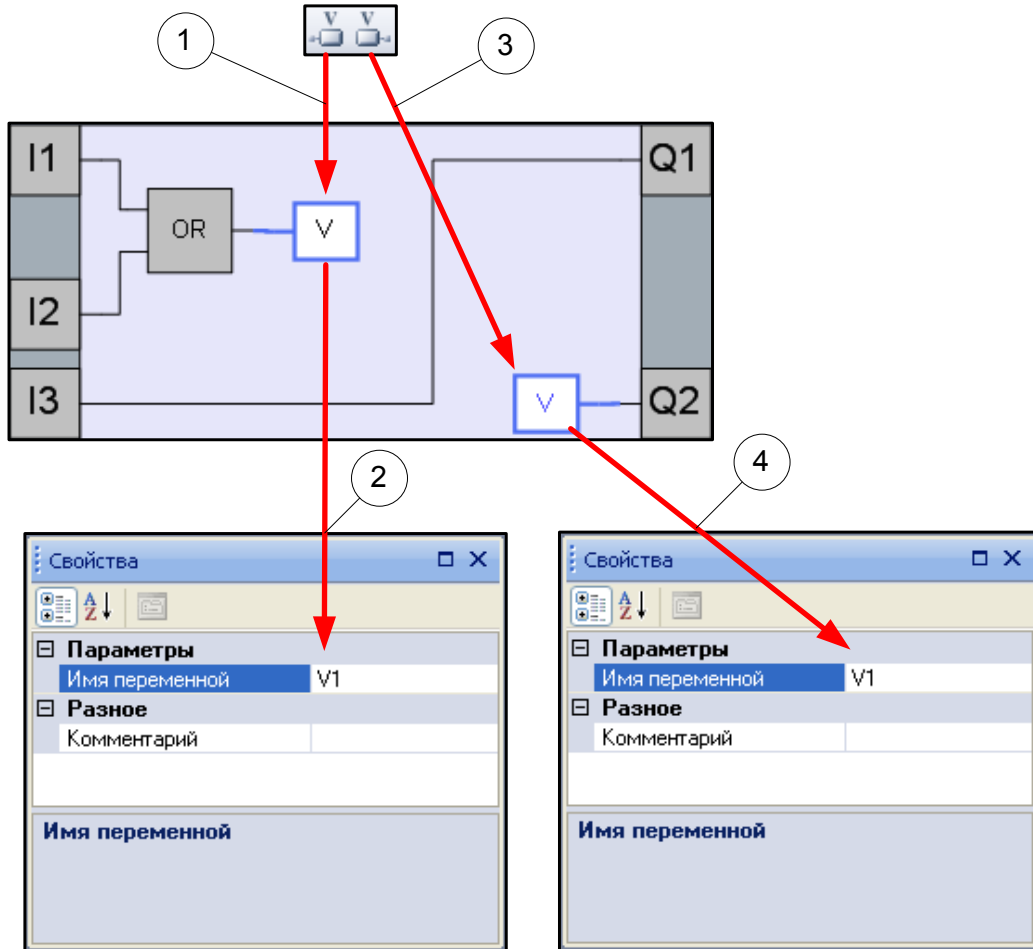 V V
1
3
I1
Q1
OR
V
I2
I3
V
Q2
2
4
Свойства
A
Z
Параметры
Имя переменной V1
Разное
Комментарий
Имя переменной
Свойства
A
Z
Параметры
Имя переменной V1
Разное
Комментарий
Имя переменной